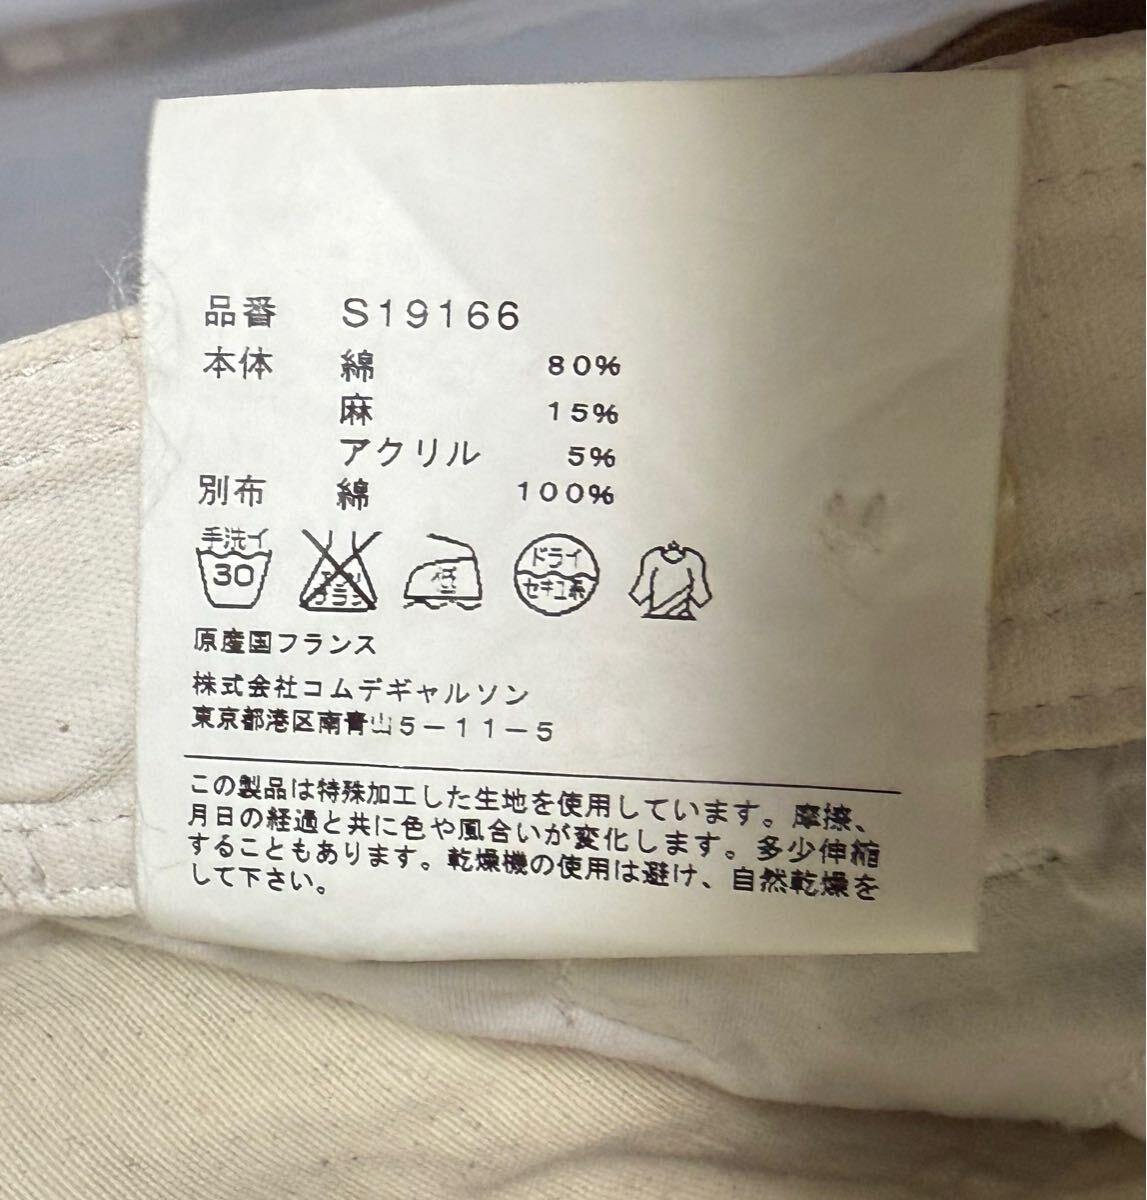 品番 S19166
本体 綿 80%
麻 15%
アクリル 5%
別布 綿 100%
手洗イ 30 エンソ サラシ 低 ドライ セキユ系
原産国フランス
株式会社コムデギャルソン
東京都港区南青山5-11-5
この製品は特殊加工した生地を使用しています。摩擦、
月日の経過と共に色や風合いが変化します。多少伸縮
することもあります。乾燥機の使用は避け、自然乾燥を
して下さい。